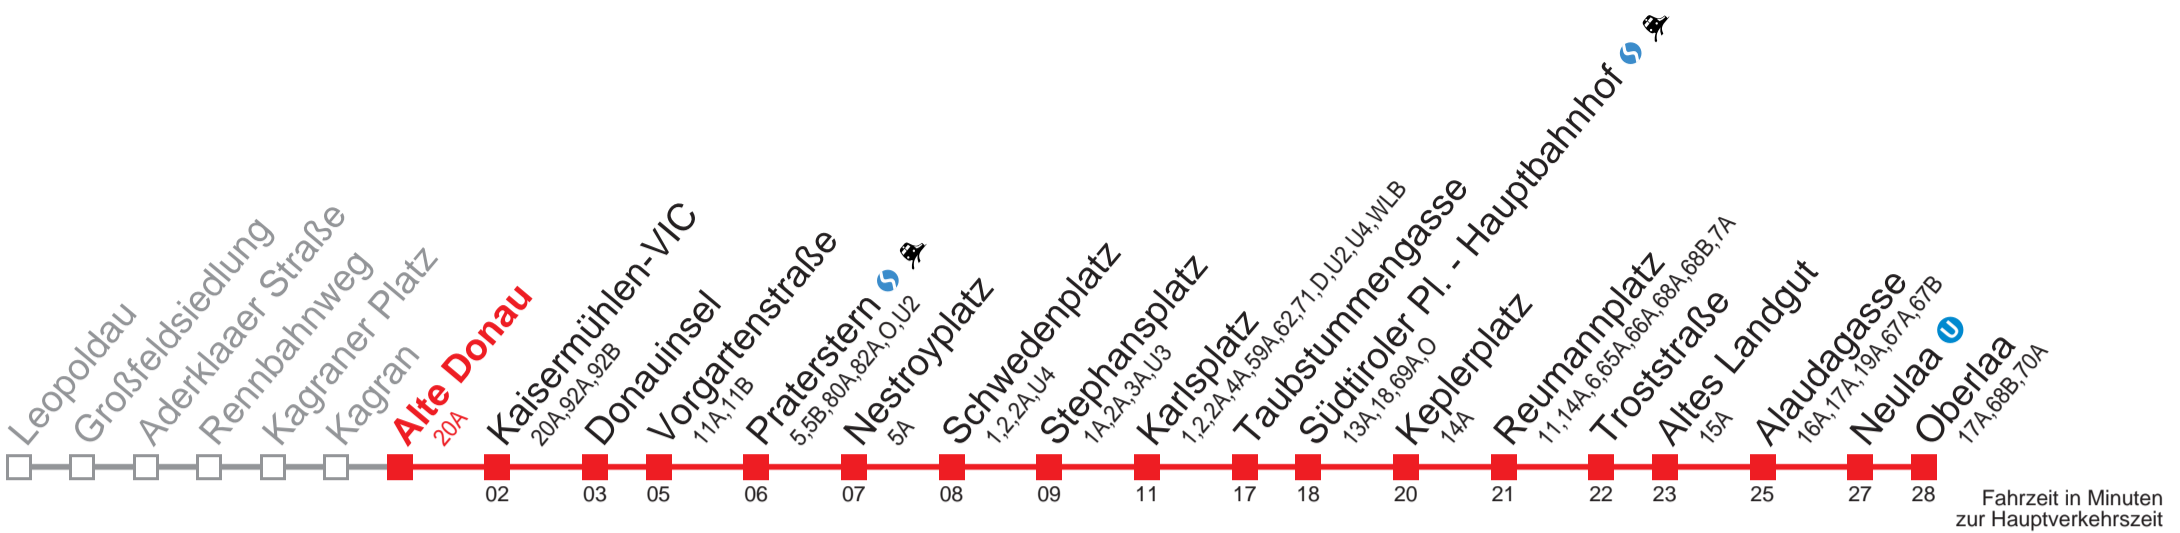 Leopoldau
Großfeldsiedlung
Aderklaaer Straße
Rennbahnweg
Kagraner Platz
Kagran
Alte Donau
20A
Kaisermühlen-VIC
20A,92A,92B
Donauinsel
Vorgartenstraße
11A,11B
Praterstern
5,5B,80A,82A,O,U2
Nestroyplatz
5A
Schwedenplatz
1,2,2A,U4
Stephansplatz
1A,2A,3A,U3
Karlsplatz
1,2,2A,4A,59A,62,71,D,U2,U4,WLB
Taubstummengasse
Südtiroler Pl. - Hauptbahnhof
13A,18,69A,O
Keplerplatz
14A
Reumannplatz
11,14A,6,65A,66A,68A,68B,7A
Troststraße
Altes Landgut
15A
Alaudagasse
16A,17A,19A,67A,67B
Neulaa U
Oberlaa
17A,68B,70A
02 03 05 06 07 08 09 11 17 18 20 21 22 23 25 27 28
Fahrzeit in Minuten
zur Hauptverkehrszeit